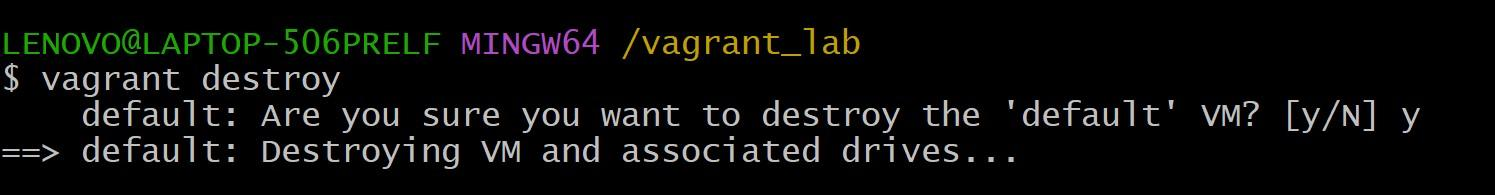 LENOVO@LAPTOP-506PRELF MINGW64 /vagrant_lab
$ vagrant destroy
    default: Are you sure you want to destroy the 'default' VM? [y/N] y
==> default: Destroying VM and associated drives...